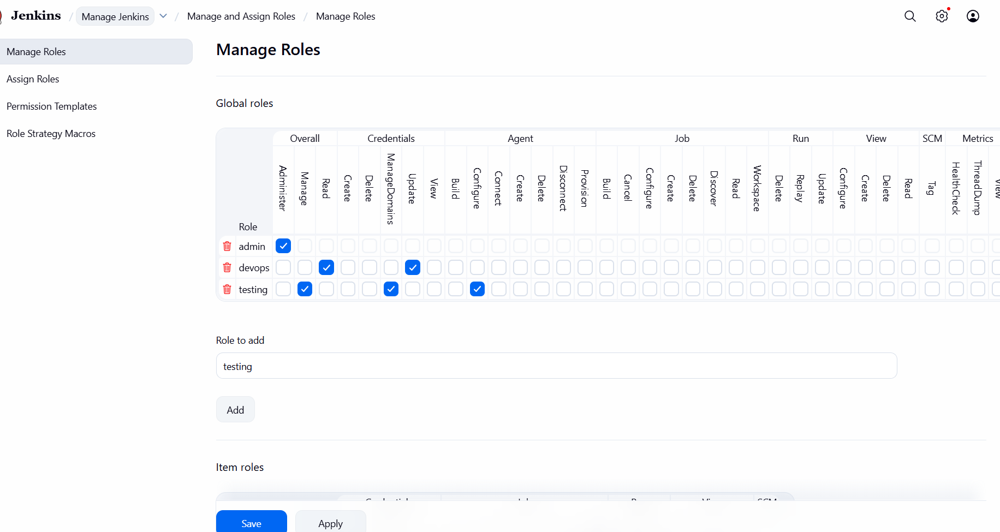 Jenkins / Manage Jenkins / Manage and Assign Roles / Manage Roles
Manage Roles
Assign Roles
Permission Templates
Role Strategy Macros
Manage Roles
Global roles
Overall Credentials Agent Job Run View SCM Metrics
Role Administer Manage Read Create Delete ManageDomains Update View Build Configure Connect Create Delete Disconnect Provision Build Cancel Configure Create Delete Discover Read Workspace Delete Replay Update Configure Create Delete Read Tag HealthCheck ThreadDump View
admin
devops
testing
Role to add
testing
Add
Item roles
Save Apply